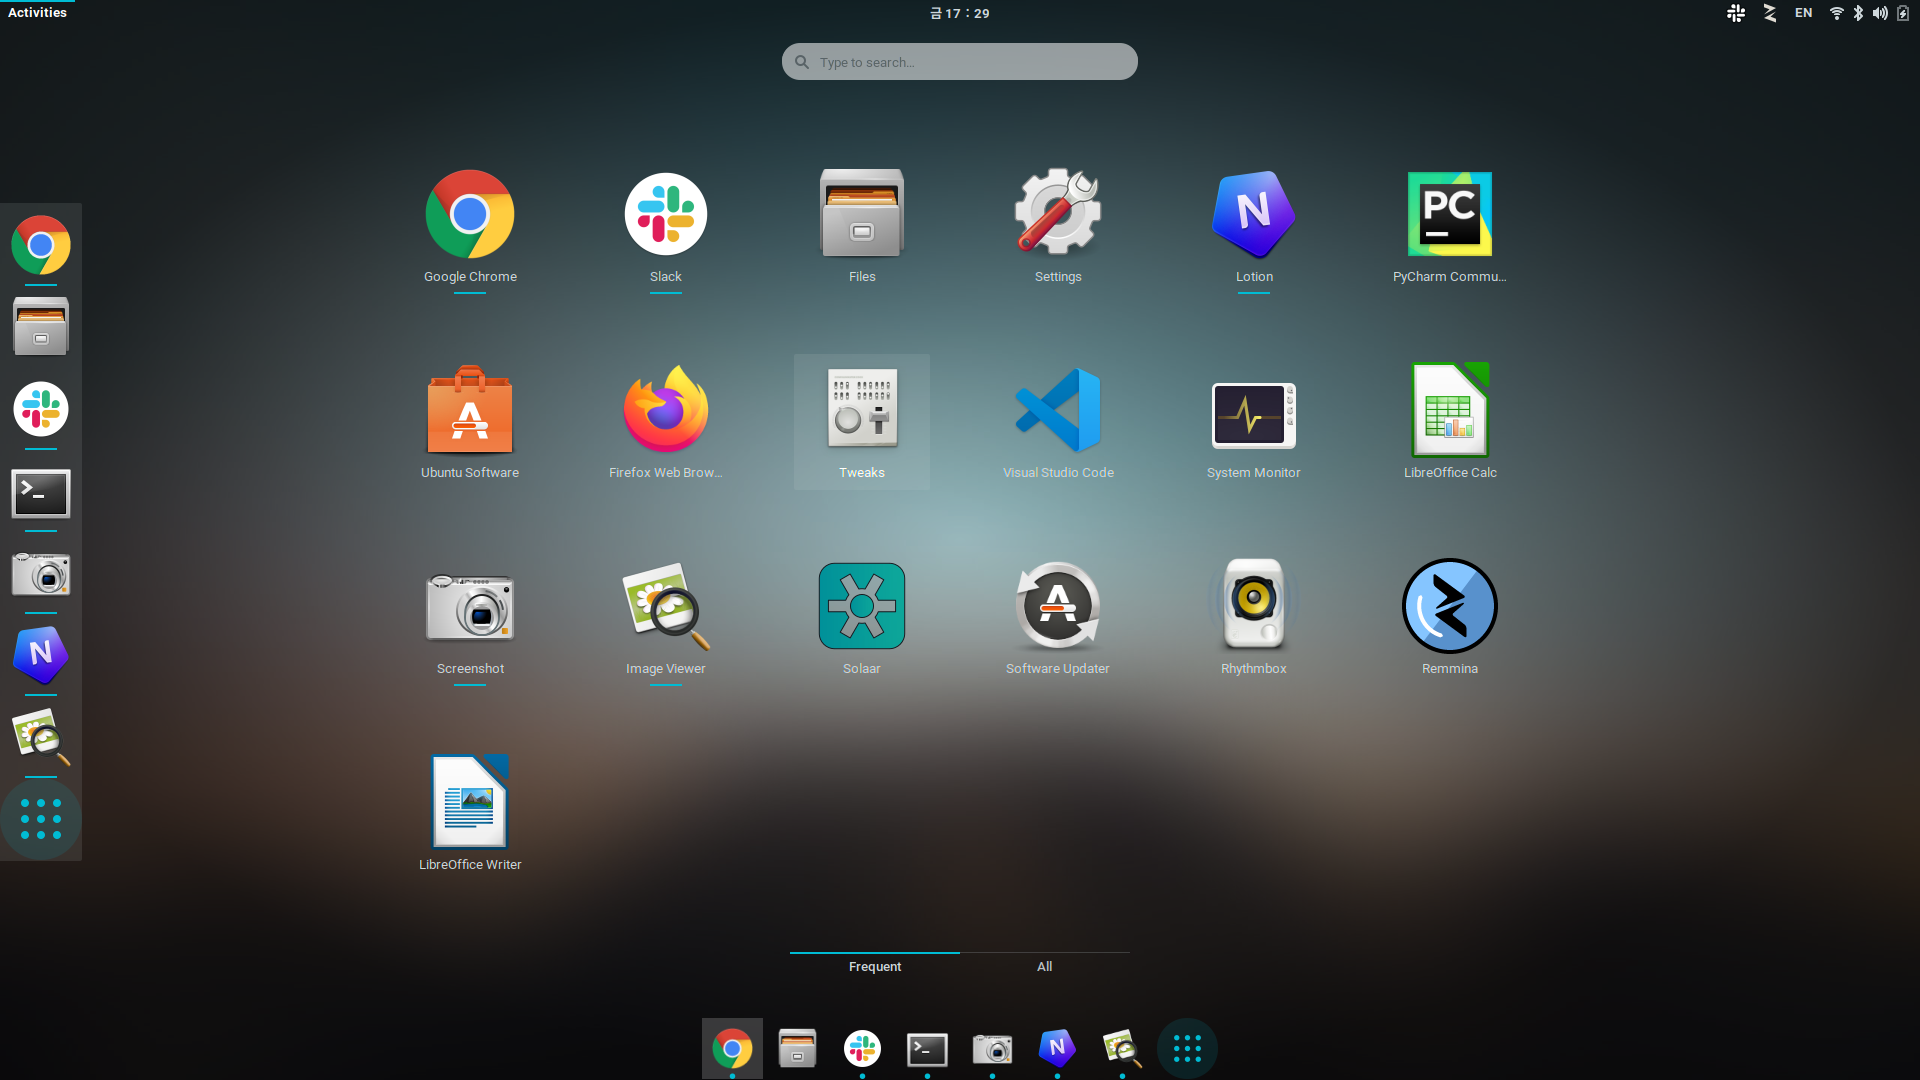 Activities
금 17 : 29
EN
Type to search...
Google Chrome
Slack
Files
Settings
Lotion
PyCharm Commu...
Ubuntu Software
Firefox Web Brow...
Tweaks
Visual Studio Code
System Monitor
LibreOffice Calc
Screenshot
Image Viewer
Solaar
Software Updater
Rhythmbox
Remmina
LibreOffice Writer
Frequent
All